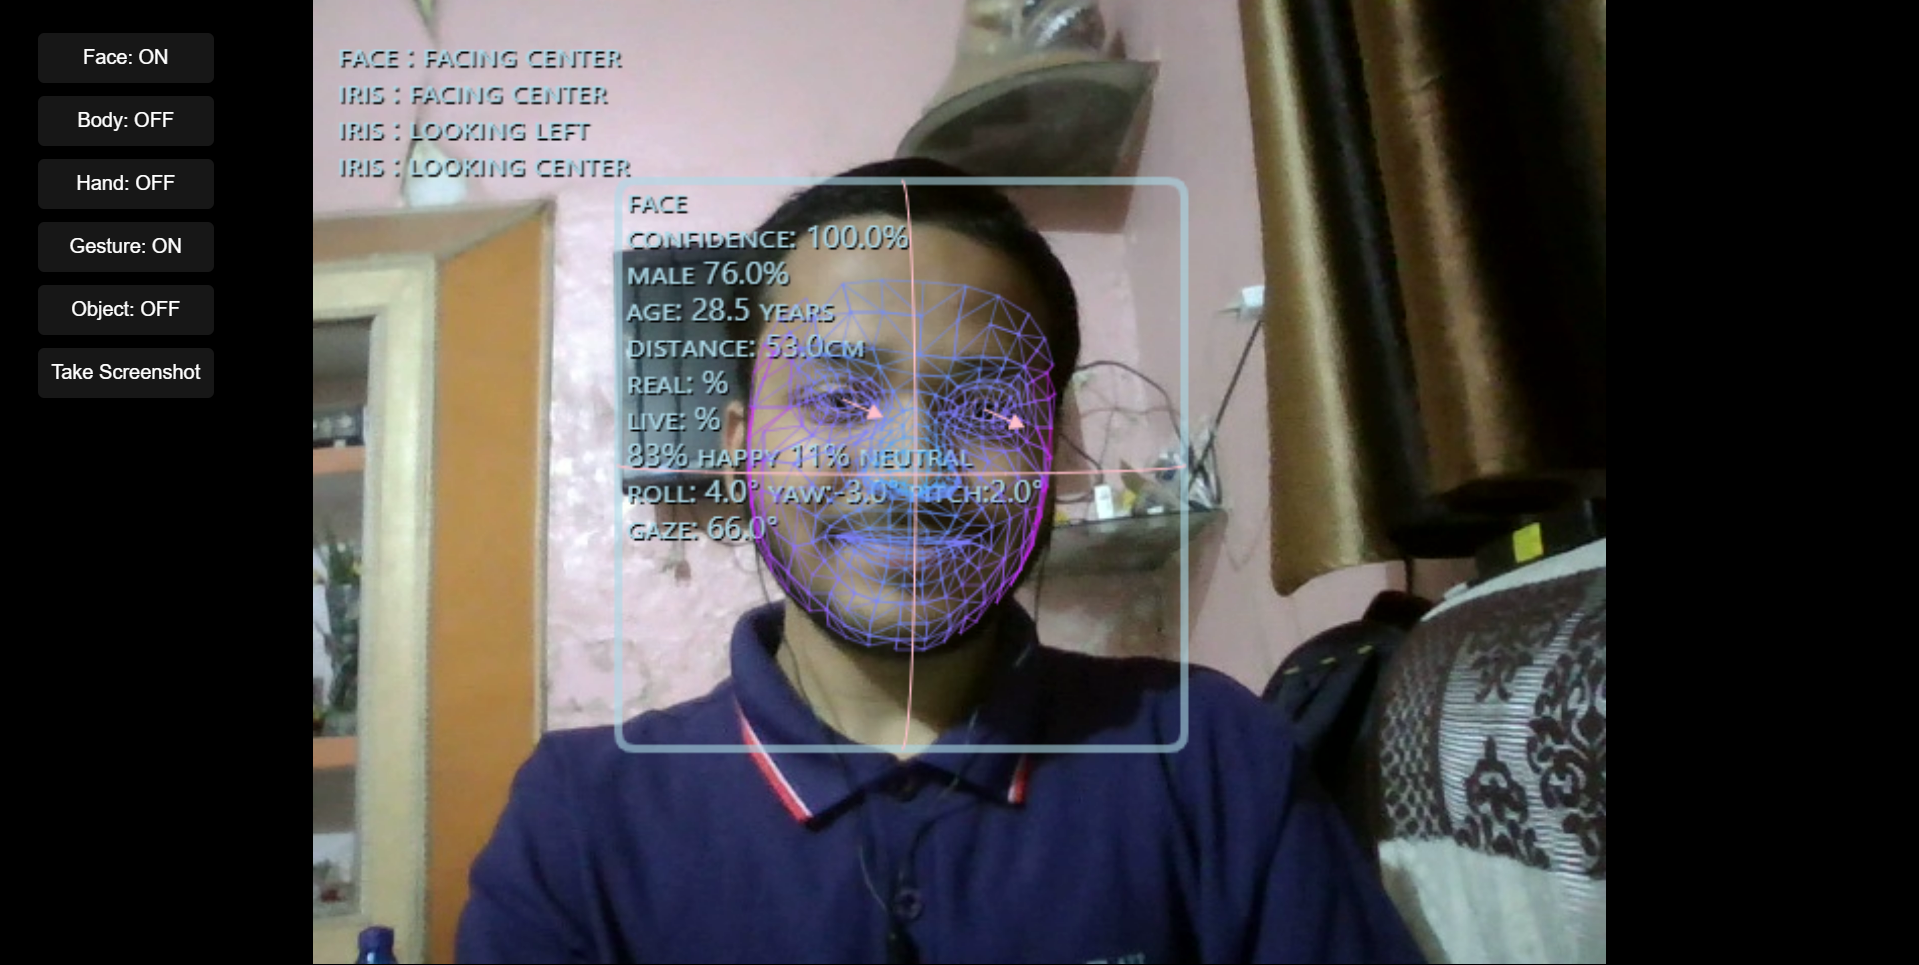 Face: ON
Body: OFF
Hand: OFF
Gesture: ON
Object: OFF
Take Screenshot
FACE : FACING CENTER
IRIS : FACING CENTER
IRIS : LOOKING LEFT
IRIS : LOOKING CENTER
FACE
CONFIDENCE: 100.0%
MALE 76.0%
AGE: 28.5 YEARS
DISTANCE: 53.0CM
REAL: %
LIVE: %
83% HAPPY 11% NEUTRAL
ROLL: 4.0° YAW:-3.0° PITCH:2.0°
GAZE: 66.0°